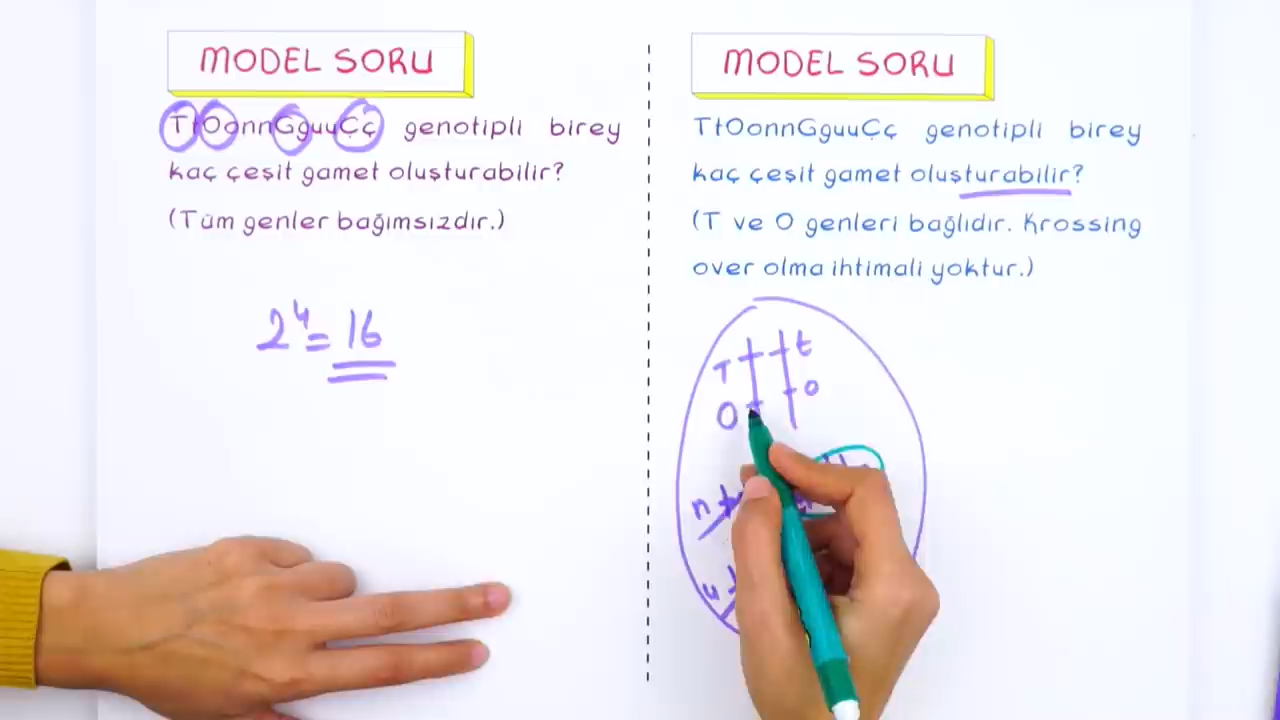 MODEL SORU
TtOonnGguuÇç genotipli birey
kaç çeşit gamet oluşturabilir?
(Tüm genler bağımsızdır.)
2⁴ = 16
MODEL SORU
TtOonnGguuÇç genotipli birey
kaç çeşit gamet oluşturabilir?
(T ve O genleri bağlıdır. Krossing
over olma ihtimali yoktur.)
T t
O o
n
u